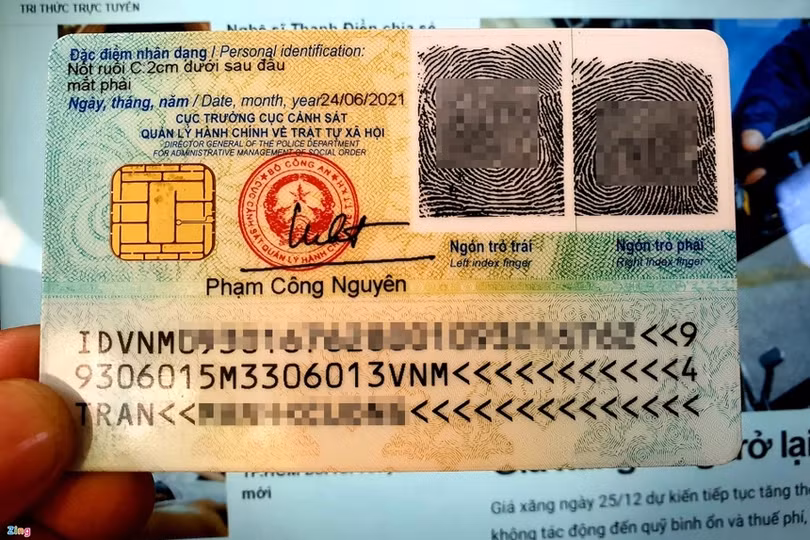 TRI THỨC TRỰC TUYẾN
Nghệ sĩ Thanh Điền chia sẻ
Đặc điểm nhân dạng / Personal identification:
Nốt ruồi C.2cm dưới sau đầu
mắt phải
Ngày, tháng, năm / Date, month, year24/06/2021
CỤC TRƯỞNG CỤC CẢNH SÁT
QUẢN LÝ HÀNH CHÍNH VỀ TRẬT TỰ XÃ HỘI
DIRECTOR GENERAL OF THE POLICE DEPARTMENT
FOR ADMINISTRATIVE MANAGEMENT OF SOCIAL ORDER
BỘ CÔNG AN
Phạm Công Nguyên
Ngón trỏ trái
Left index finger
Ngón trỏ phải
Right index finger
IDVNM <<9
9306015M3306013VNM<<<<<<<<<<<4
TRAN<< <<<<<<<<<<<<<<<
mới
trở lại
Giá xăng ngày 25/12 dự kiến tiếp tục tăng
không tác động đến quỹ bình ổn và thuế phí,
Zing